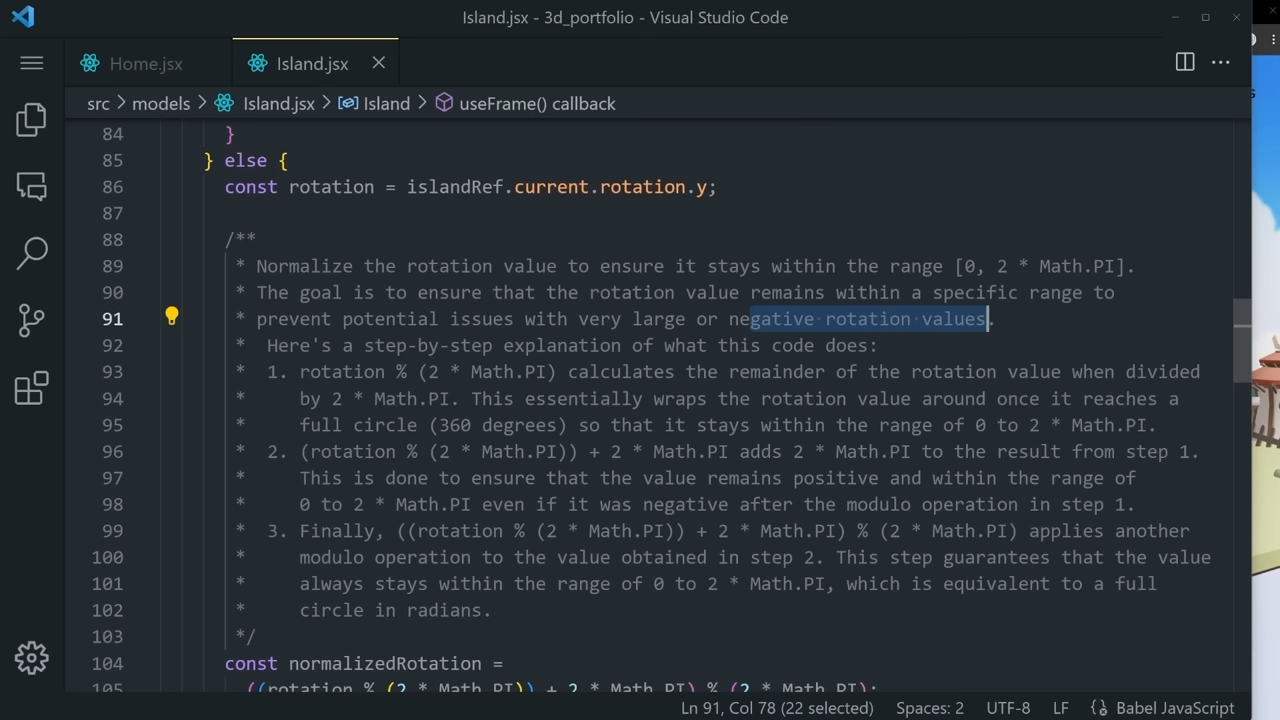 Island.jsx - 3d_portfolio - Visual Studio Code
Home.jsx
Island.jsx
src > models > Island.jsx > Island > useFrame() callback
84 }
85 } else {
86 const rotation = islandRef.current.rotation.y;
87
88 /**
89 * Normalize the rotation value to ensure it stays within the range [0, 2 * Math.PI].
90 * The goal is to ensure that the rotation value remains within a specific range to
91 * prevent potential issues with very large or negative rotation values.
92 * Here's a step-by-step explanation of what this code does:
93 * 1. rotation % (2 * Math.PI) calculates the remainder of the rotation value when divided
94 * by 2 * Math.PI. This essentially wraps the rotation value around once it reaches a
95 * full circle (360 degrees) so that it stays within the range of 0 to 2 * Math.PI.
96 * 2. (rotation % (2 * Math.PI)) + 2 * Math.PI adds 2 * Math.PI to the result from step 1.
97 * This is done to ensure that the value remains positive and within the range of
98 * 0 to 2 * Math.PI even if it was negative after the modulo operation in step 1.
99 * 3. Finally, ((rotation % (2 * Math.PI)) + 2 * Math.PI) % (2 * Math.PI) applies another
100 * modulo operation to the value obtained in step 2. This step guarantees that the value
101 * always stays within the range of 0 to 2 * Math.PI, which is equivalent to a full
102 * circle in radians.
103 */
104 const normalizedRotation =
105 ((rotation % (2 * Math.PI)) + 2 * Math.PI) % (2 * Math.PI);
Ln 91, Col 78 (22 selected) Spaces: 2 UTF-8 LF {} Babel JavaScript